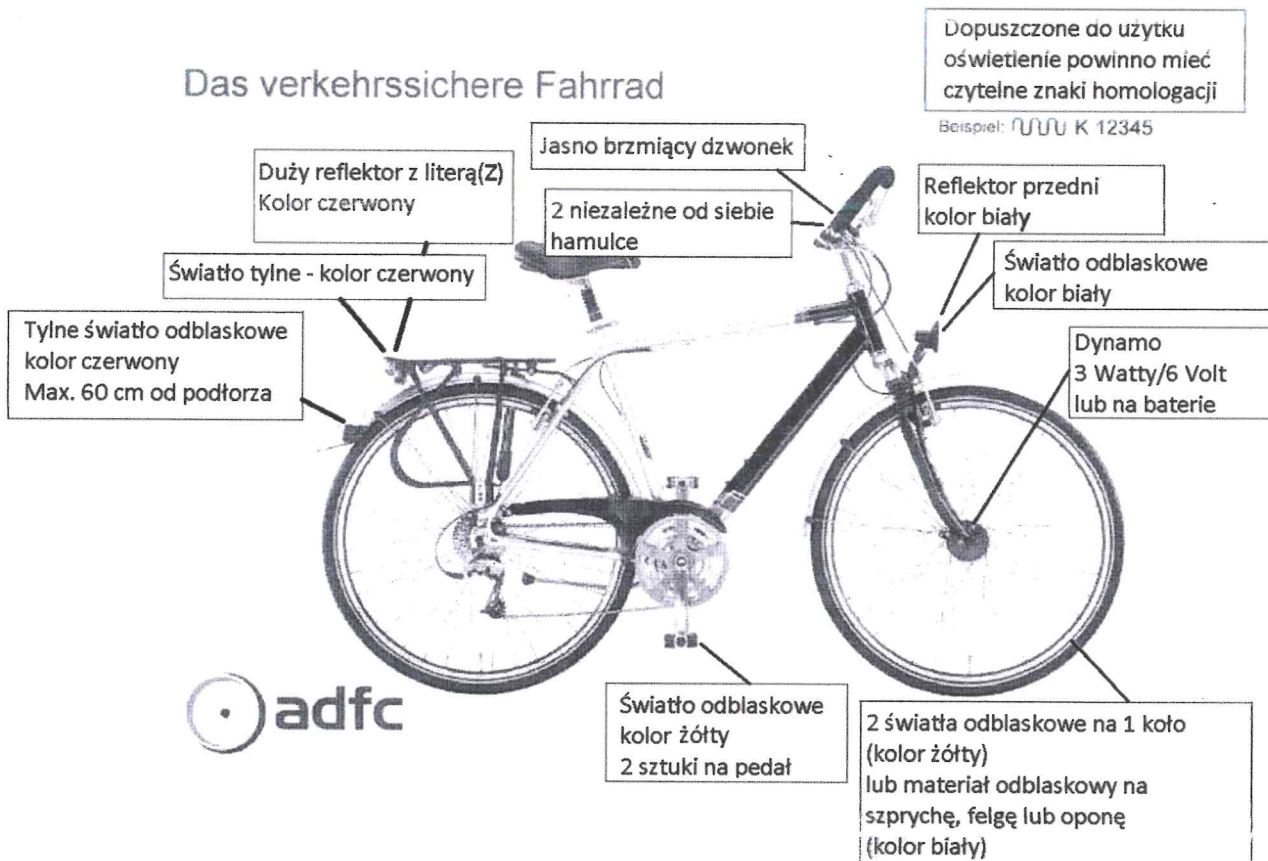 Das verkehrssichere Fahrrad
Dopuszczone do użytku
oświetlenie powinno mieć
czytelne znaki homologacji
Beispiel: K 12345
Jasno brzmiący dzwonek
Duży reflektor z literą(Z)
Kolor czerwony
2 niezależne od siebie
hamulce
Reflektor przedni
kolor biały
Światło tylne - kolor czerwony
Światło odblaskowe
kolor biały
Tylne światło odblaskowe
kolor czerwony
Max. 60 cm od podłorza
Dynamo
3 Watty/6 Volt
lub na baterie
adfc
Światło odblaskowe
kolor żółty
2 sztuki na pedał
2 światła odblaskowe na 1 koło
(kolor żółty)
lub materiał odblaskowy na
szprychę, felgę lub oponę
(kolor biały)